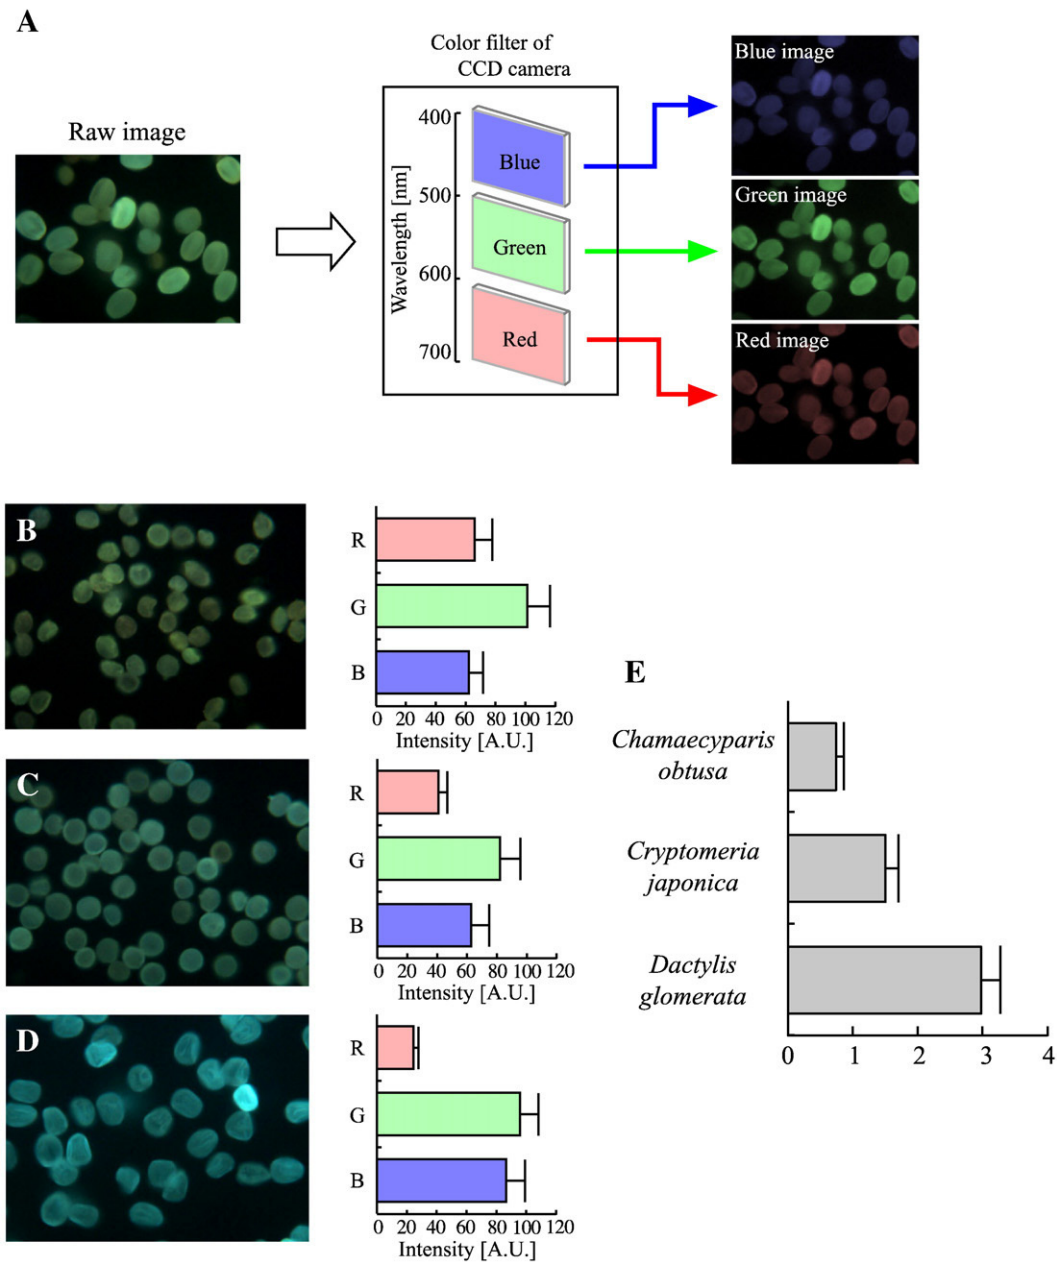 A
Raw image
Color filter of
CCD camera
Wavelength [nm]
400
500
600
700
Blue
Green
Red
Blue image
Green image
Red image
B
R
G
B
0 20 40 60 80 100 120
Intensity [A.U.]
C
R
G
B
0 20 40 60 80 100 120
Intensity [A.U.]
D
R
G
B
0 20 40 60 80 100 120
Intensity [A.U.]
E
Chamaecyparis
obtusa
Cryptomeria
japonica
Dactylis
glomerata
0 1 2 3 4